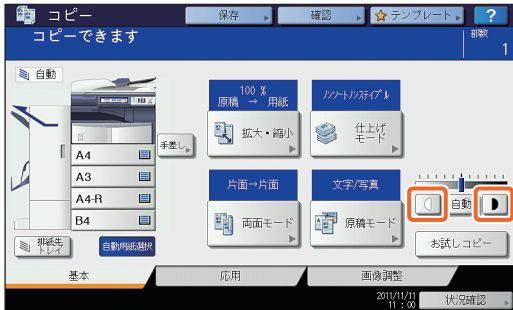 コピー
保存
確認
テンプレート
?
コピーできます
部数
1
自動
100 %
原稿 → 用紙
ノンソート/ノンステイプル
拡大・縮小
仕上げ
モード
手差し
A4
A3
A4-R
B4
片面→片面
文字/写真
両面モード
原稿モード
自動
排紙先
トレイ
自動用紙選択
お試しコピー
基本
応用
画像調整
2011/11/11
11 : 00
状況確認